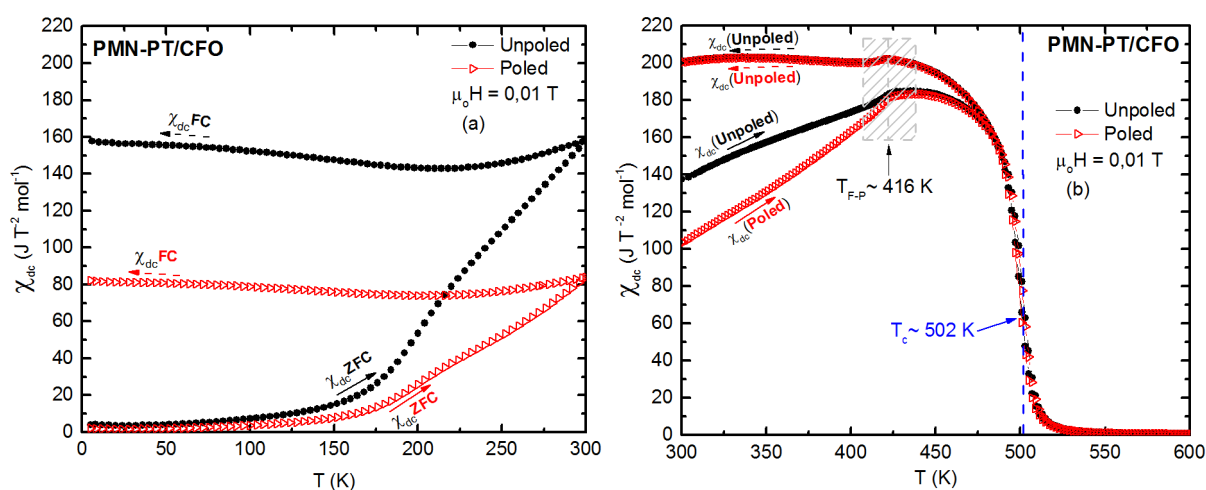 220
200
180
160
140
120
100
80
60
40
20
0
χdc (J T-2 mol-1)
PMN-PT/CFO
Unpoled
Poled
μoH = 0,01 T
(a)
χdcFC
χdcFC
χdcZFC
χdcZFC
0 50 100 150 200 250 300
T (K)
220
200
180
160
140
120
100
80
60
40
20
0
χdc (J T-2 mol-1)
χdc(Unpoled)
PMN-PT/CFO
χdc(Unpoled)
Unpoled
Poled
μoH = 0,01 T
(b)
χdc(Unpoled)
TF-P~ 416 K
χdc(Poled)
Tc~ 502 K
300 350 400 450 500 550 600
T (K)